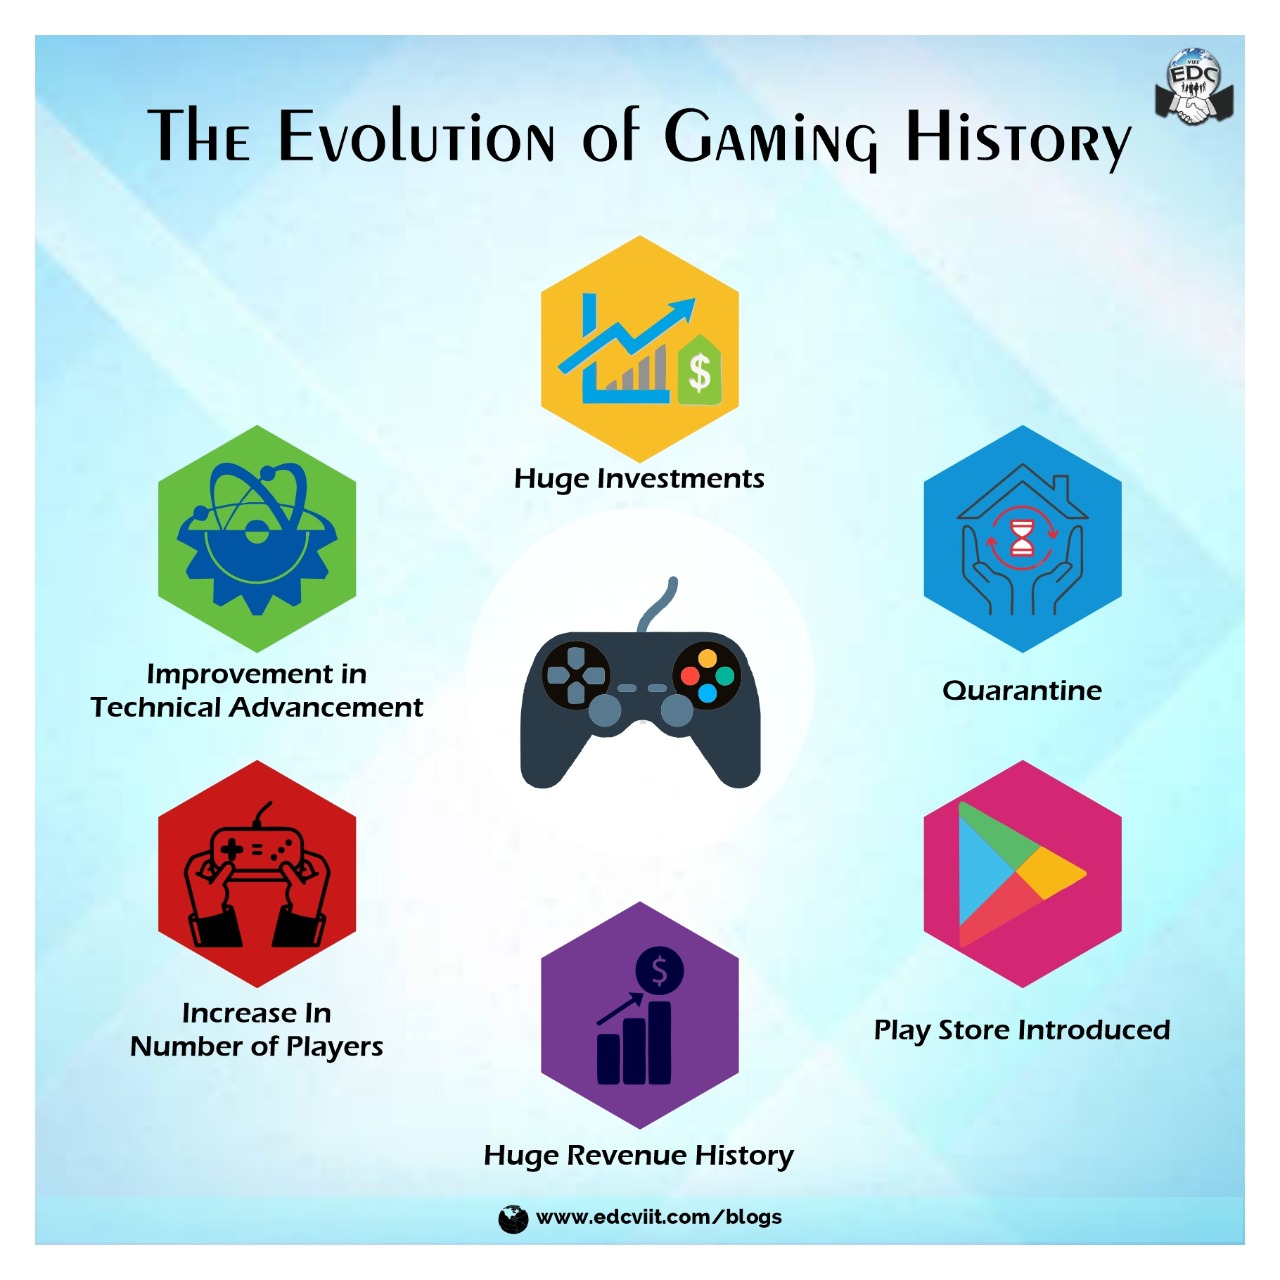 VIIT
EDC
The Evolution of Gaming History
$
Huge Investments
Improvement in
Technical Advancement
Quarantine
Increase In
Number of Players
$
Play Store Introduced
Huge Revenue History
www.edcviit.com/blogs